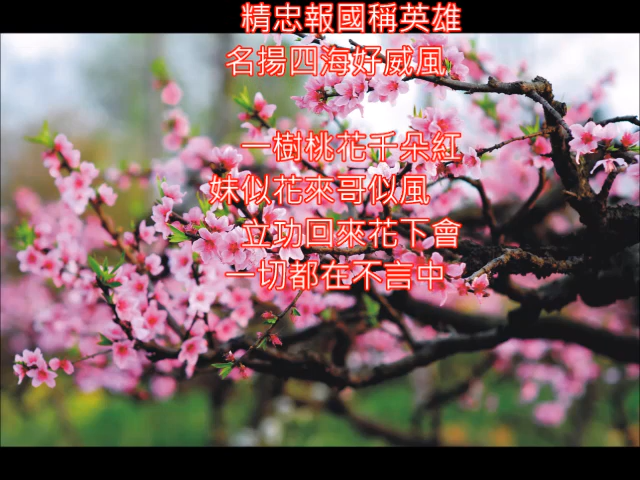 精忠報國稱英雄
名揚四海好威風
一樹桃花千朵紅
妹似花來哥似風
立功回來花下會
一切都在不言中